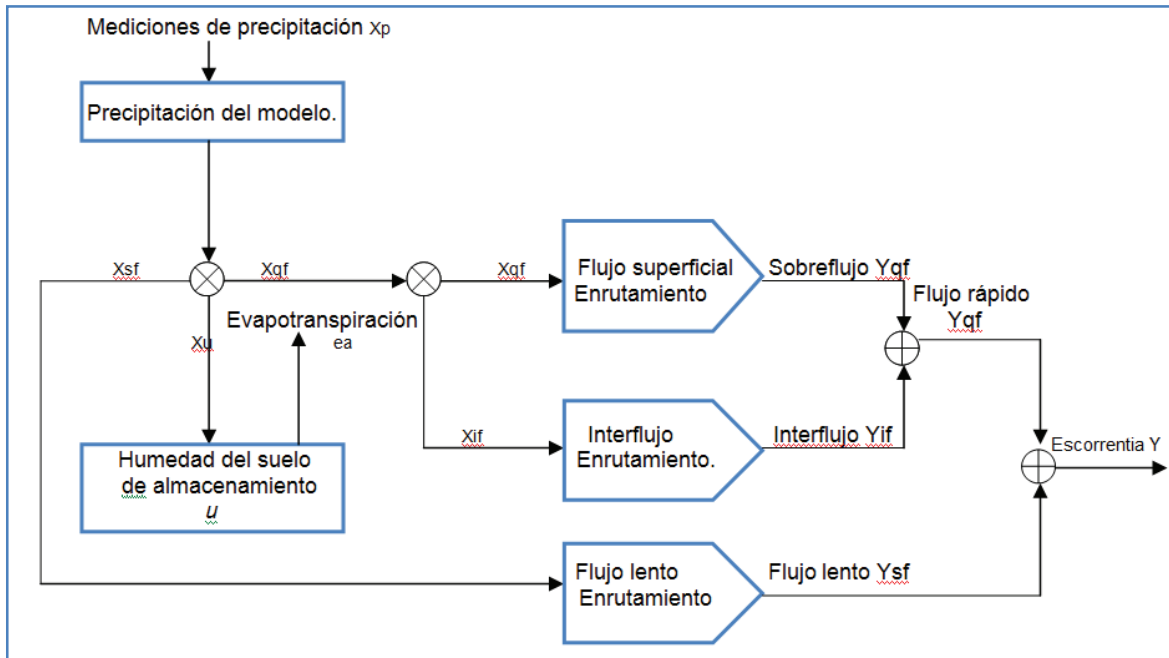 Mediciones de precipitación Xp
Precipitación del modelo.
Xsf
Xqf
Xqf
Flujo superficial
Enrutamiento
Sobreflujo Yqf
Flujo rápido
Yqf
Evapotranspiración
ea
Xu
Xif
Interflujo
Enrutamiento.
Interflujo Yif
Escorrentia Y
Humedad del suelo
de almacenamiento
u
Flujo lento
Enrutamiento
Flujo lento Ysf